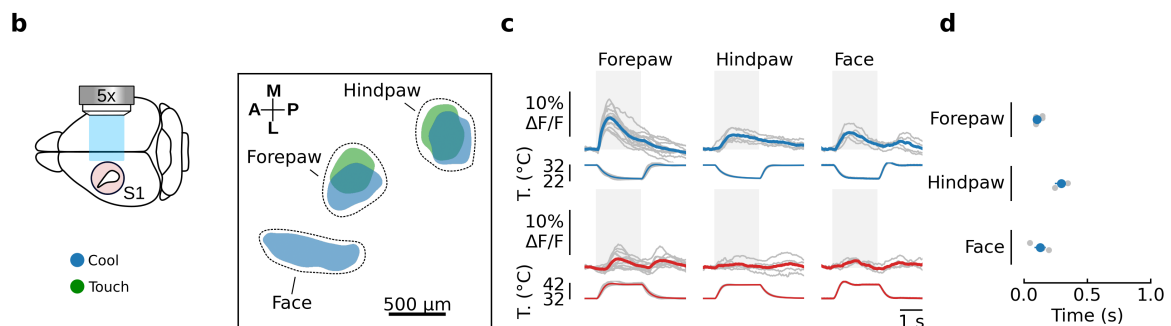 b
5x
S1
Cool
Touch
M
A P
L
Hindpaw
Forepaw
Face
500 µm
c
Forepaw Hindpaw Face
10%
ΔF/F
T. (°C)
32
22
10%
ΔF/F
T. (°C)
42
32
1 s
d
Forepaw
Hindpaw
Face
0.0 0.5 1.0
Time (s)